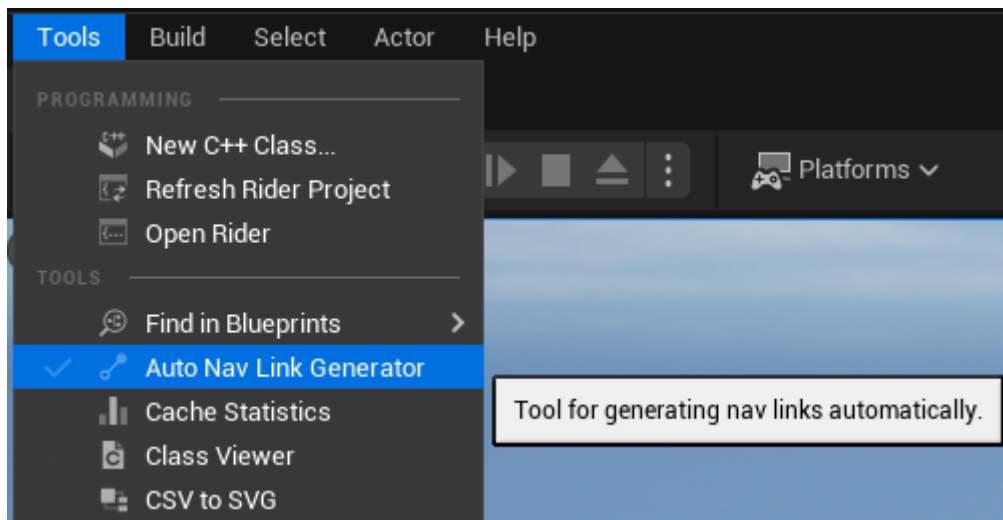 Tools Build Select Actor Help
PROGRAMMING
C++
New C++ Class...
Refresh Rider Project
Platforms
Open Rider
TOOLS
Find in Blueprints
Auto Nav Link Generator
Tool for generating nav links automatically.
Cache Statistics
Class Viewer
CSV to SVG